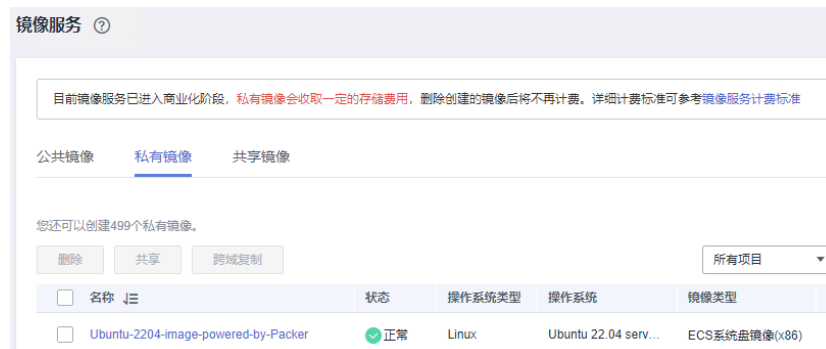 镜像服务 ?
目前镜像服务已进入商业化阶段，私有镜像会收取一定的存储费用，删除创建的镜像后将不再计费。详细计费标准可参考镜像服务计费标准
公共镜像 私有镜像 共享镜像
您还可以创建499个私有镜像。
删除 共享 跨域复制 所有项目
名称 状态 操作系统类型 操作系统 镜像类型
Ubuntu-2204-image-powered-by-Packer 正常 Linux Ubuntu 22.04 serv... ECS系统盘镜像(x86)